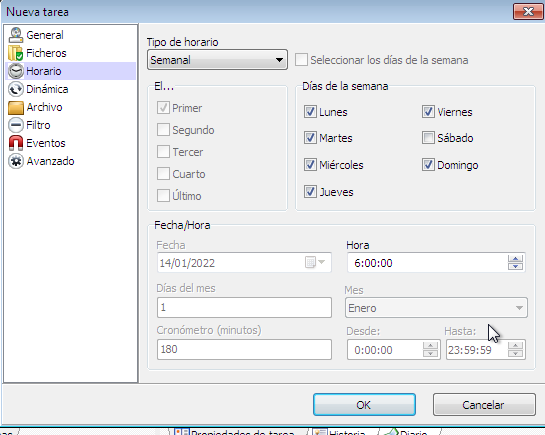 Nueva tarea
General
Ficheros
Horario
Dinámica
Archivo
Filtro
Eventos
Avanzado
Tipo de horario
Semanal
Seleccionar los días de la semana
El...
Primer
Segundo
Tercer
Cuarto
Último
Días de la semana
Lunes
Viernes
Martes
Sábado
Miércoles
Domingo
Jueves
Fecha/Hora
Fecha
Hora
14/01/2022
6:00:00
Días del mes
Mes
1
Enero
Cronómetro (minutos)
Desde:
Hasta:
180
0:00:00
23:59:59
OK
Cancelar
Propiedades de tarea
Historia
Diario